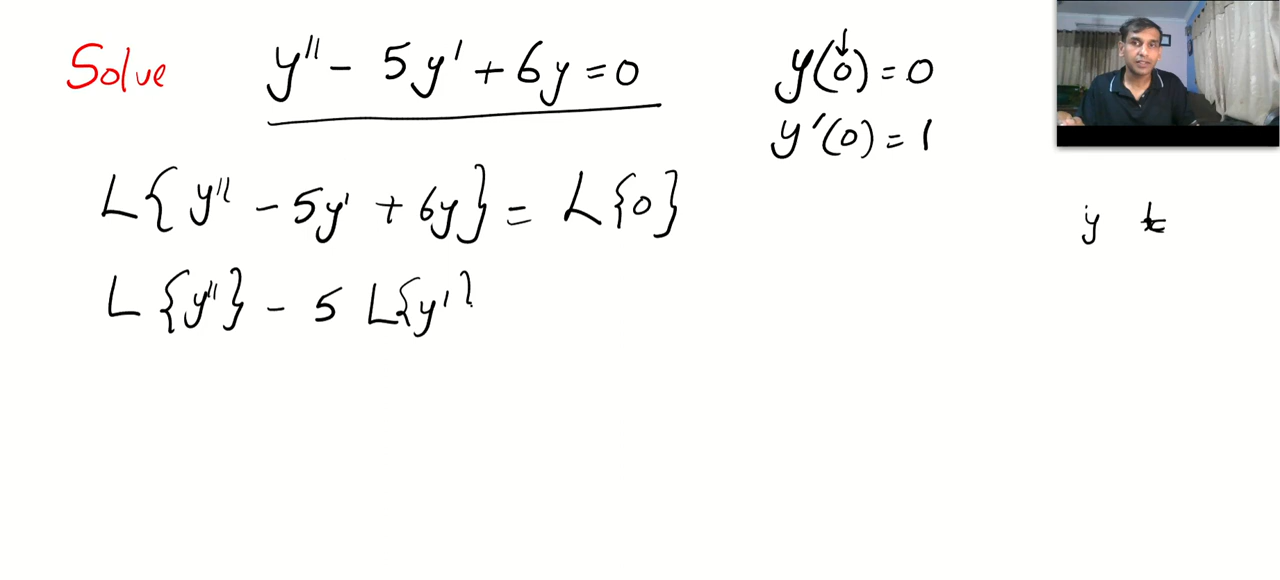 Solve y'' - 5y' + 6y = 0 y(0) = 0
y'(0) = 1
L{y'' - 5y' + 6y} = L{0}
y
L{y''} - 5 L{y'}